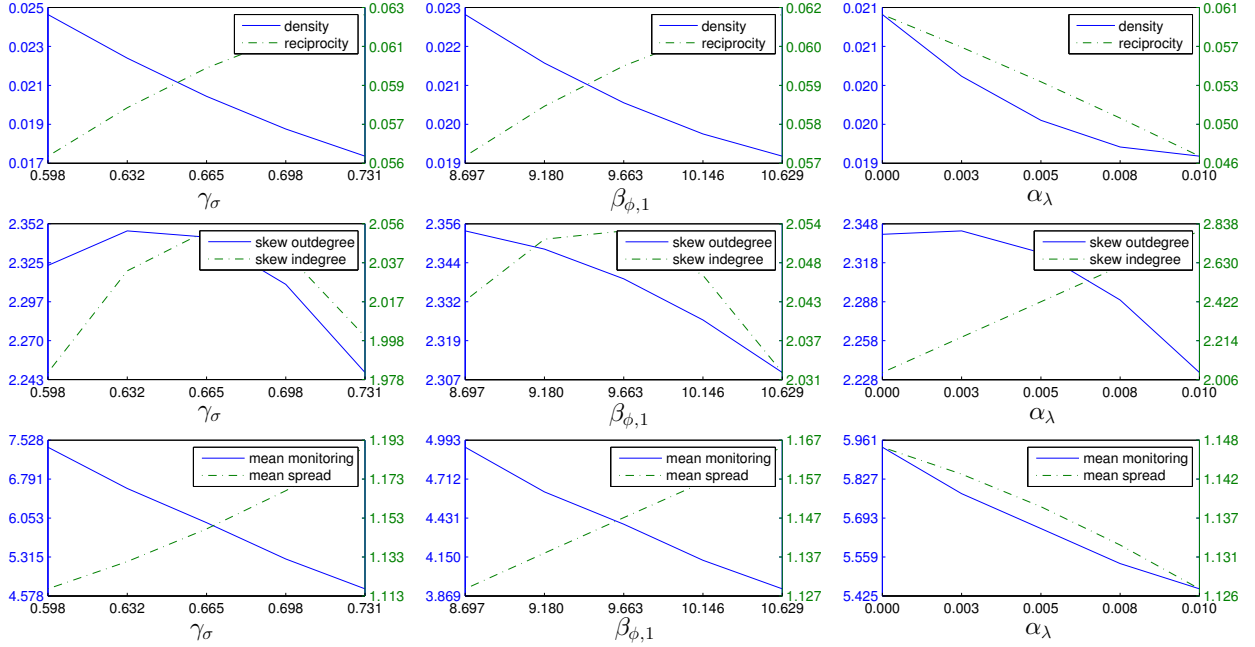 0.025 0.023 0.021 0.019 0.017
0.063 0.061 0.059 0.057 0.056
density
reciprocity
0.598 0.632 0.665 0.698 0.731
γσ
0.023 0.022 0.021 0.020 0.019
0.062 0.060 0.059 0.058 0.057
density
reciprocity
8.697 9.180 9.663 10.146 10.629
βϕ,1
0.021 0.021 0.020 0.020 0.019
0.061 0.057 0.053 0.050 0.046
density
reciprocity
0.000 0.003 0.005 0.008 0.010
αλ
2.352 2.325 2.297 2.270 2.243
2.056 2.037 2.017 1.998 1.978
skew outdegree
skew indegree
0.598 0.632 0.665 0.698 0.731
γσ
2.356 2.344 2.332 2.319 2.307
2.054 2.048 2.043 2.037 2.031
skew outdegree
skew indegree
8.697 9.180 9.663 10.146 10.629
βϕ,1
2.348 2.318 2.288 2.258 2.228
2.838 2.630 2.422 2.214 2.006
skew outdegree
skew indegree
0.000 0.003 0.005 0.008 0.010
αλ
7.528 6.791 6.053 5.315 4.578
1.193 1.173 1.153 1.133 1.113
mean monitoring
mean spread
0.598 0.632 0.665 0.698 0.731
γσ
4.993 4.712 4.431 4.150 3.869
1.167 1.157 1.147 1.137 1.127
mean monitoring
mean spread
8.697 9.180 9.663 10.146 10.629
βϕ,1
5.961 5.827 5.693 5.559 5.425
1.148 1.142 1.137 1.131 1.126
mean monitoring
mean spread
0.000 0.003 0.005 0.008 0.010
αλ